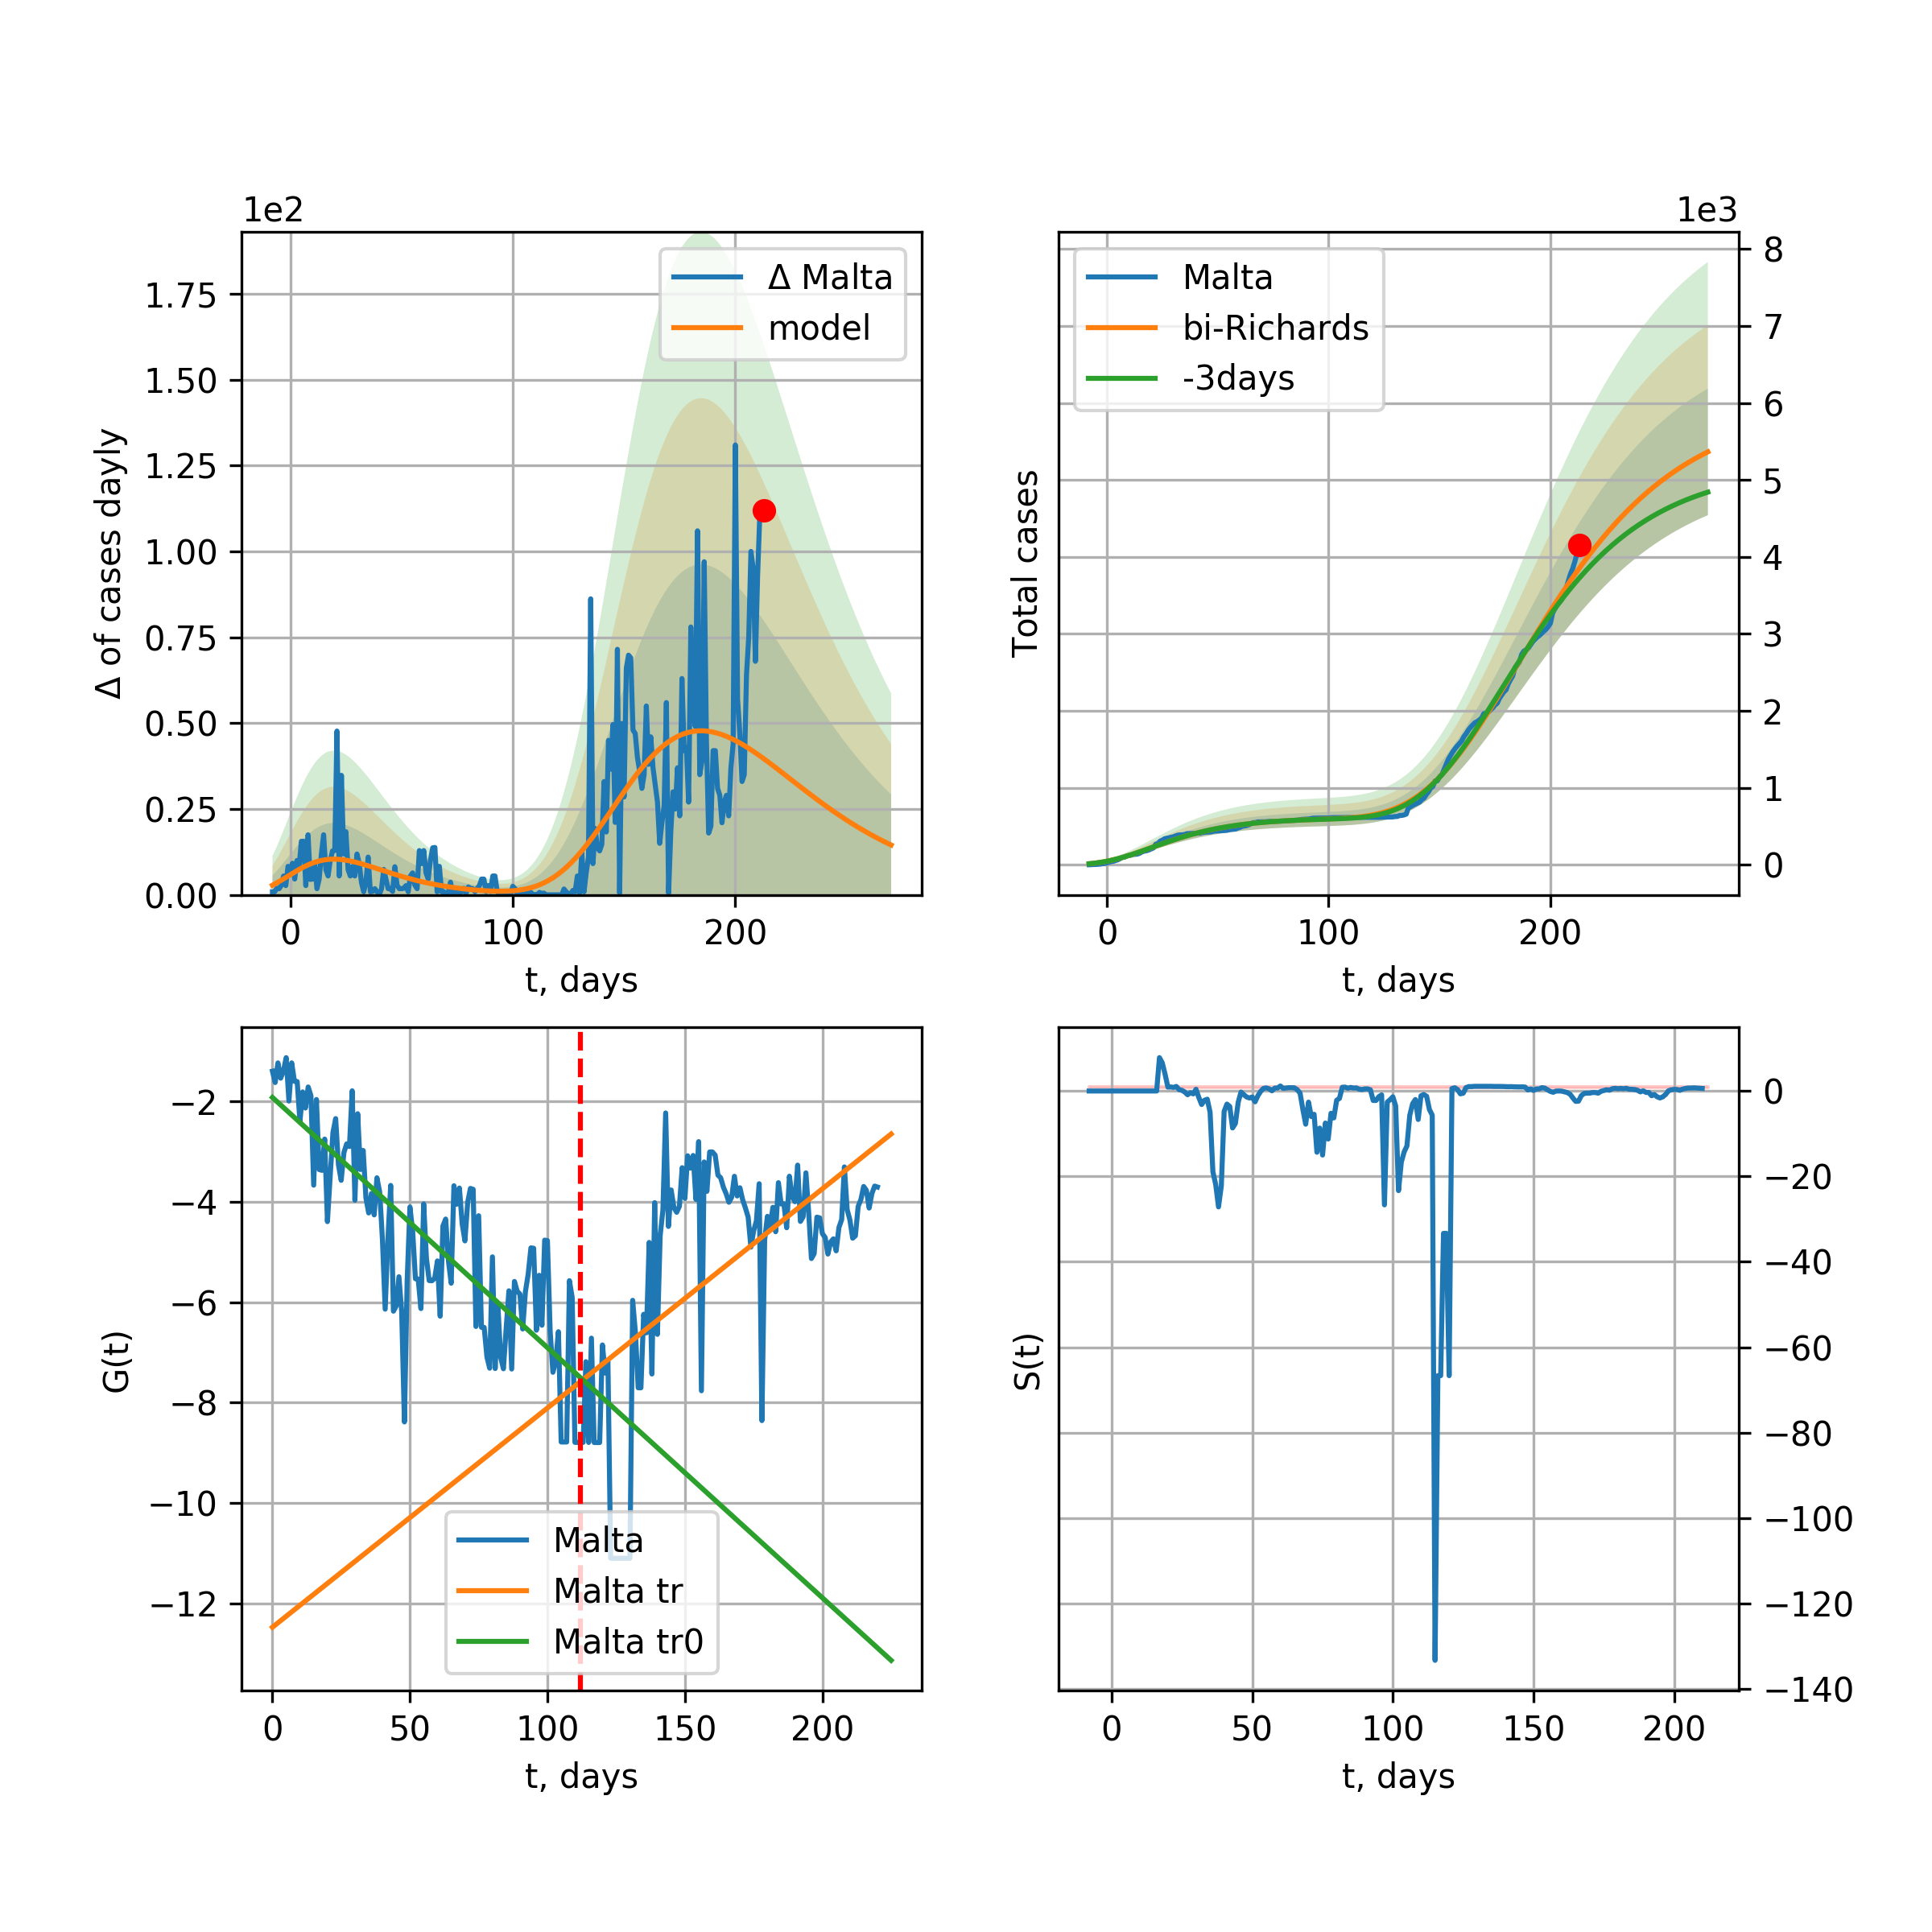 1e2
Δ of cases dayly
1.75
1.50
1.25
1.00
0.75
0.50
0.25
0.00
0 100 200
t, days
Δ Malta
model
1e3
Total cases
8
7
6
5
4
3
2
1
0
0 100 200
t, days
Malta
bi-Richards
-3days
G(t)
−2
−4
−6
−8
−10
−12
0 50 100 150 200
t, days
Malta
Malta tr
Malta tr0
S(t)
0
−20
−40
−60
−80
−100
−120
−140
0 50 100 150 200
t, days